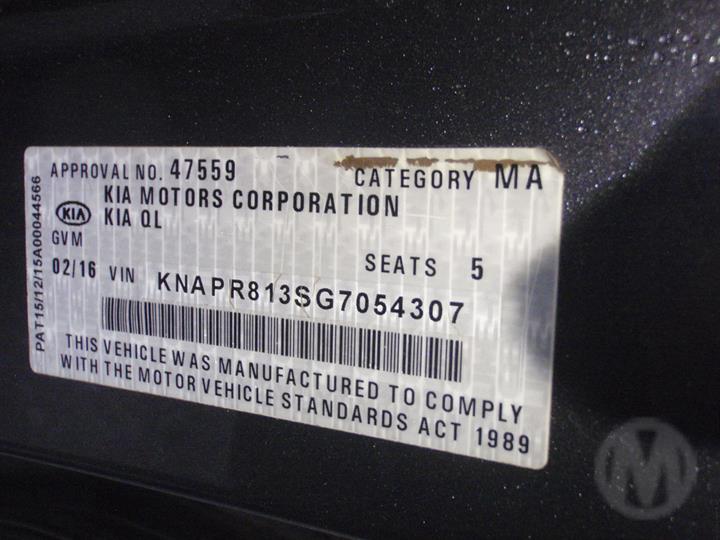 APPROVAL NO. 47559 CATEGORY MA
KIA MOTORS CORPORATION
KIA KIA QL
GVM SEATS 5
02/16 VIN KNAPR813SG7054307
THIS VEHICLE WAS MANUFACTURED TO COMPLY
WITH THE MOTOR VEHICLE STANDARDS ACT 1989
PAT15/12/15A00044566
M